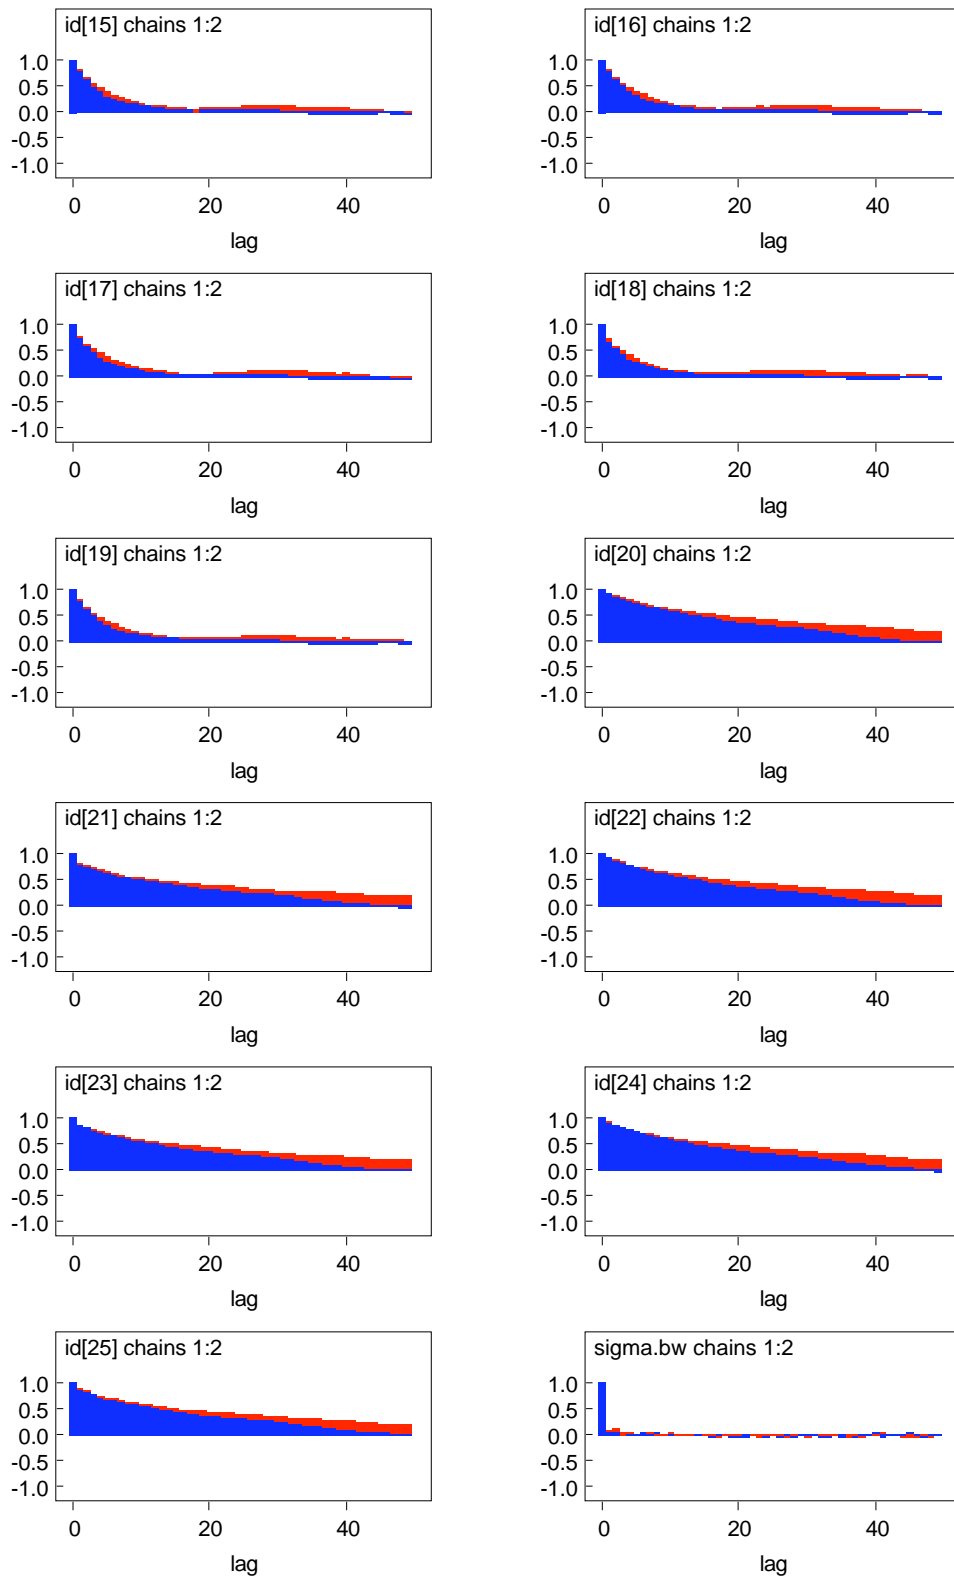 id[15] chains 1:2
1.0
0.5
0.0
-0.5
-1.0
0 20 40
lag
id[16] chains 1:2
1.0
0.5
0.0
-0.5
-1.0
0 20 40
lag
id[17] chains 1:2
1.0
0.5
0.0
-0.5
-1.0
0 20 40
lag
id[18] chains 1:2
1.0
0.5
0.0
-0.5
-1.0
0 20 40
lag
id[19] chains 1:2
1.0
0.5
0.0
-0.5
-1.0
0 20 40
lag
id[20] chains 1:2
1.0
0.5
0.0
-0.5
-1.0
0 20 40
lag
id[21] chains 1:2
1.0
0.5
0.0
-0.5
-1.0
0 20 40
lag
id[22] chains 1:2
1.0
0.5
0.0
-0.5
-1.0
0 20 40
lag
id[23] chains 1:2
1.0
0.5
0.0
-0.5
-1.0
0 20 40
lag
id[24] chains 1:2
1.0
0.5
0.0
-0.5
-1.0
0 20 40
lag
id[25] chains 1:2
1.0
0.5
0.0
-0.5
-1.0
0 20 40
lag
sigma.bw chains 1:2
1.0
0.5
0.0
-0.5
-1.0
0 20 40
lag